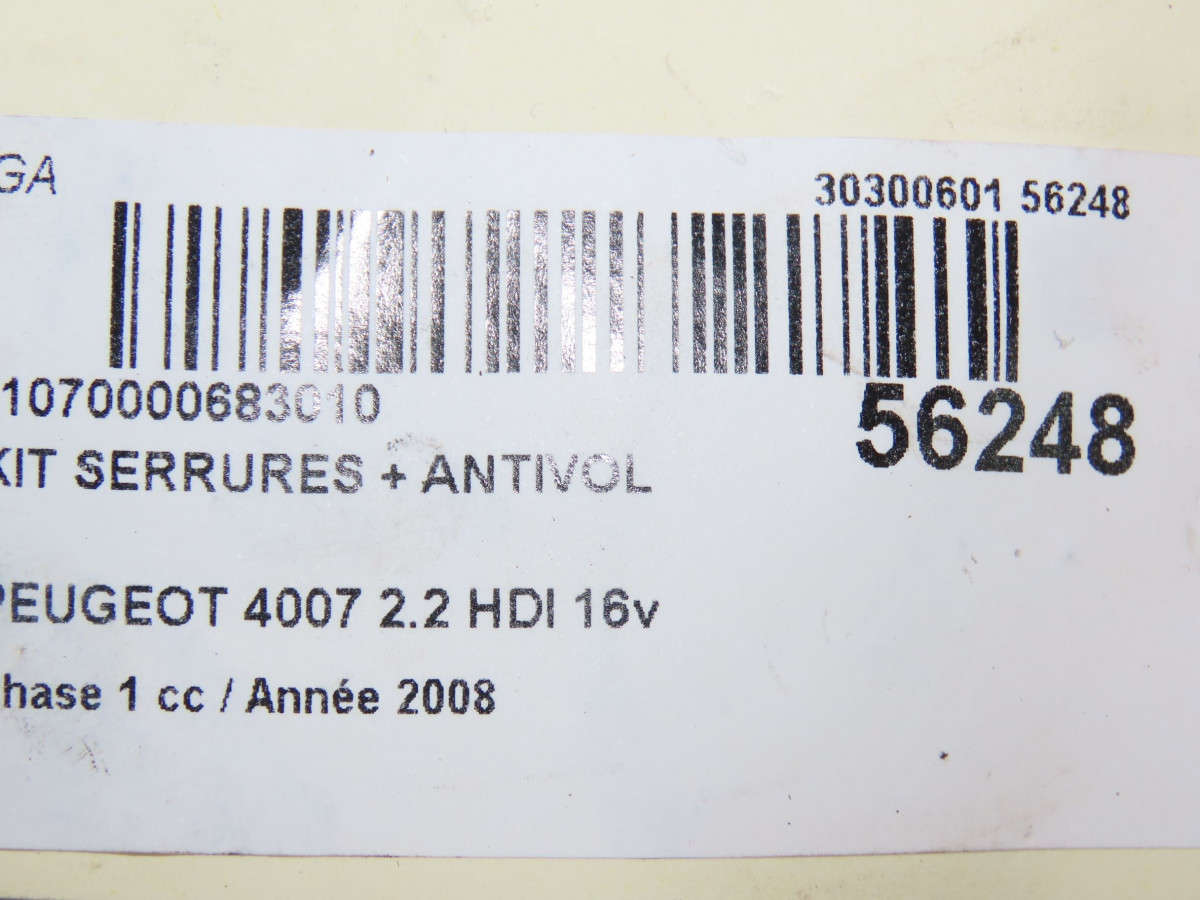 GA
30300601 56248
1070000683010
56248
KIT SERRURES + ANTIVOL
PEUGEOT 4007 2.2 HDI 16v
hase 1 cc / Année 2008